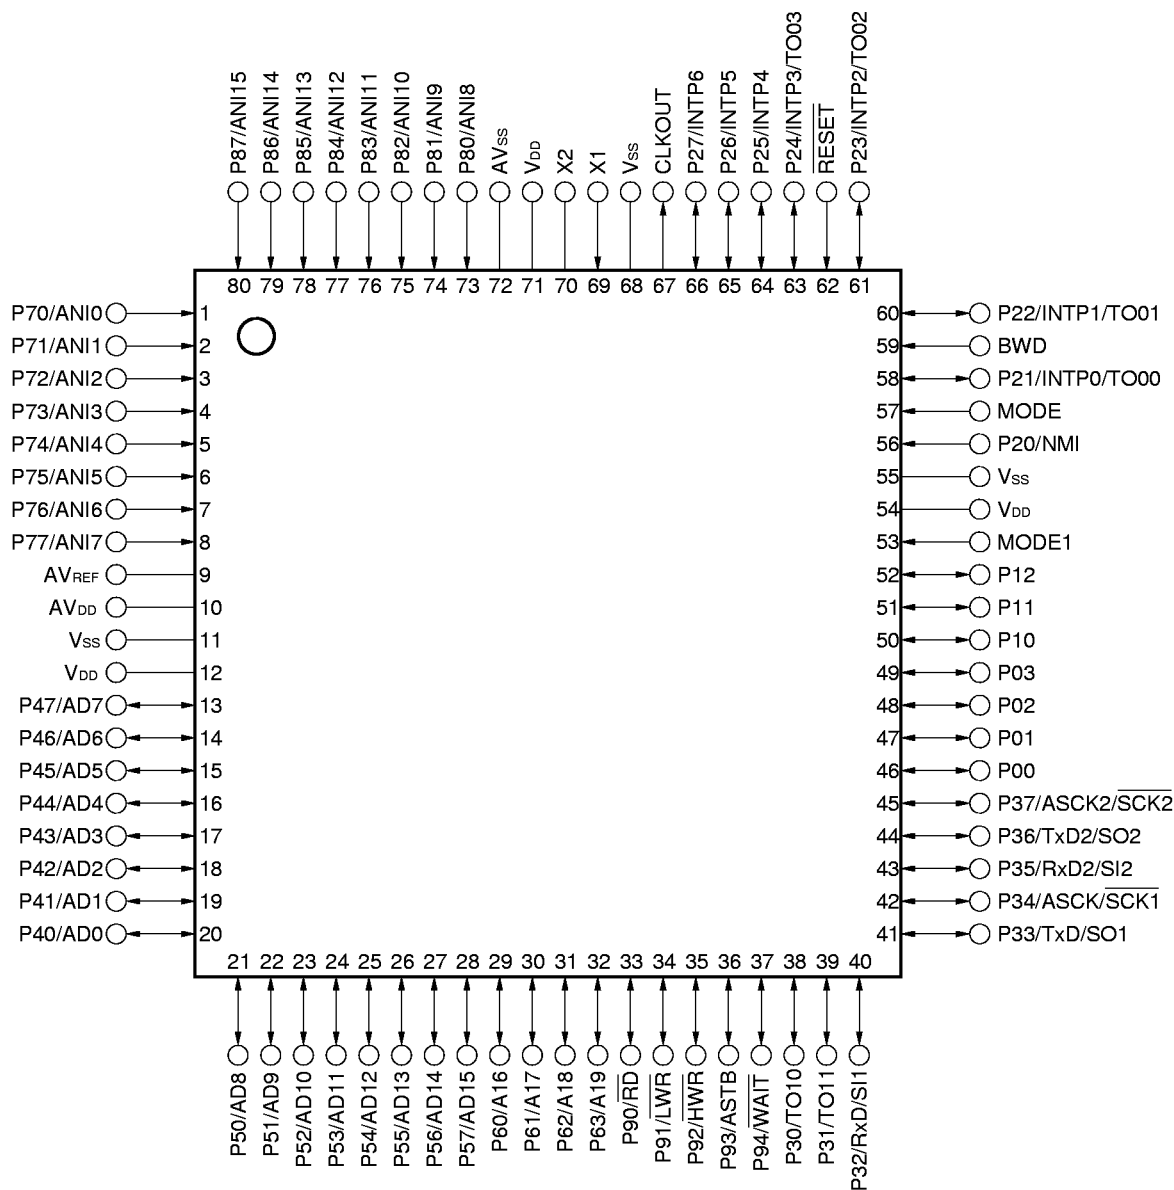 P87/ANI15
P86/ANI14
P85/ANI13
P84/ANI12
P83/ANI11
P82/ANI10
P81/ANI9
P80/ANI8
AVSS
VDD
X2
X1
VSS
CLKOUT
P27/INTP6
P26/INTP5
P25/INTP4
P24/INTP3/TO03
RESET
P23/INTP2/TO02
80 79 78 77 76 75 74 73 72 71 70 69 68 67 66 65 64 63 62 61
P70/ANI0 1
P71/ANI1 2
P72/ANI2 3
P73/ANI3 4
P74/ANI4 5
P75/ANI5 6
P76/ANI6 7
P77/ANI7 8
AVREF 9
AVDD 10
VSS 11
VDD 12
P47/AD7 13
P46/AD6 14
P45/AD5 15
P44/AD4 16
P43/AD3 17
P42/AD2 18
P41/AD1 19
P40/AD0 20
60 P22/INTP1/TO01
59 BWD
58 P21/INTP0/TO00
57 MODE
56 P20/NMI
55 VSS
54 VDD
53 MODE1
52 P12
51 P11
50 P10
49 P03
48 P02
47 P01
46 P00
45 P37/ASCK2/SCK2
44 P36/TxD2/SO2
43 P35/RxD2/SI2
42 P34/ASCK/SCK1
41 P33/TxD/SO1
21 22 23 24 25 26 27 28 29 30 31 32 33 34 35 36 37 38 39 40
P50/AD8
P51/AD9
P52/AD10
P53/AD11
P54/AD12
P55/AD13
P56/AD14
P57/AD15
P60/A16
P61/A17
P62/A18
P63/A19
P90/RD
P91/LWR
P92/HWR
P93/ASTB
P94/WAIT
P30/TO10
P31/TO11
P32/RxD/SI1